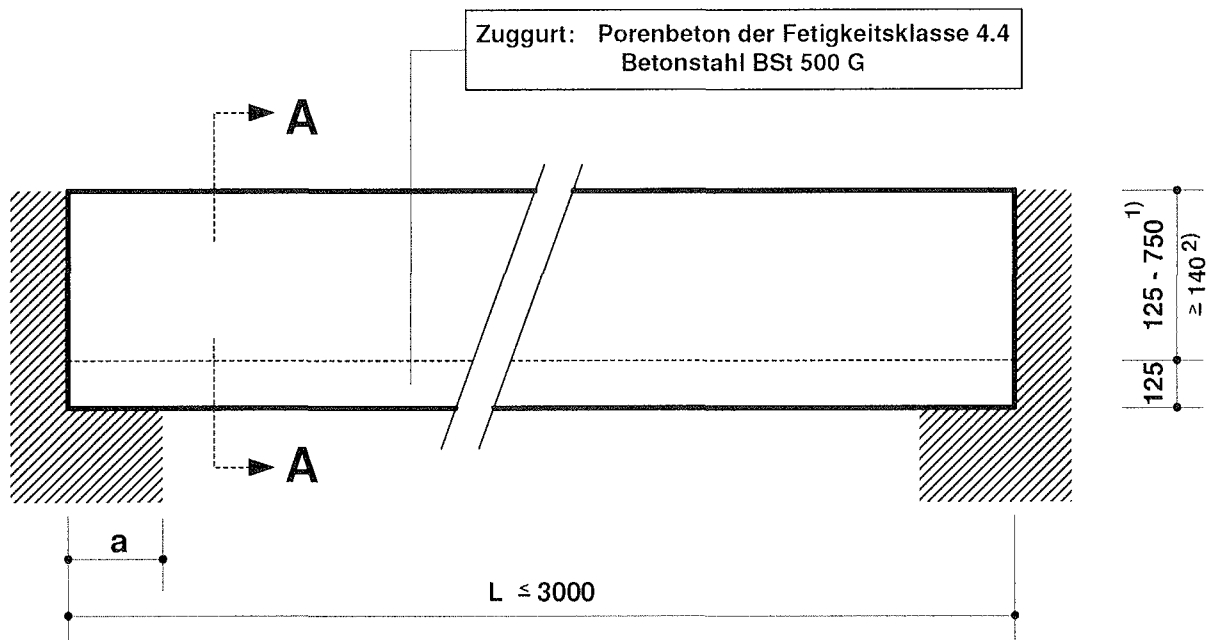 Zuggurt: Porenbeton der Fetigkeitsklasse 4.4
Betonstahl BSt 500 G
A
A
125 - 750 1)
≥ 140 2)
125
a
L ≤ 3000